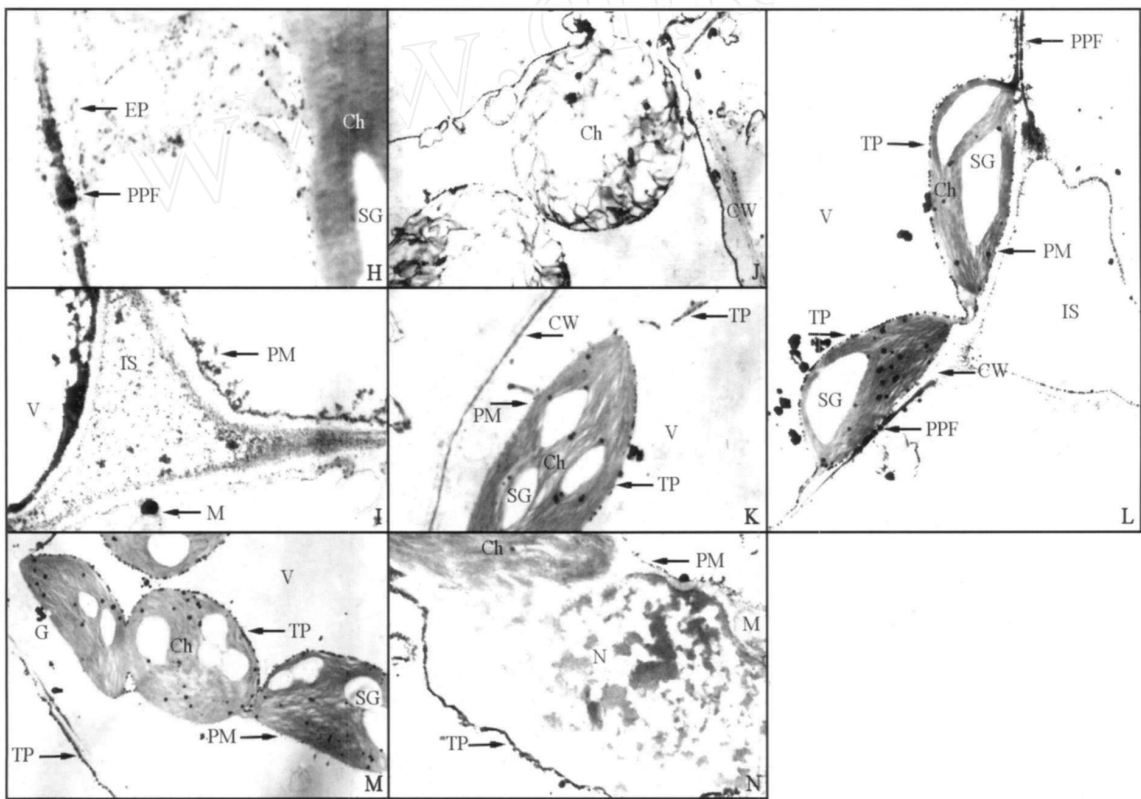 EP
PPF
Ch
SG
H
Ch
CW
J
PPF
TP
SG
Ch
V
PM
IS
TP
CW
SG
PPF
L
IS
PM
V
M
I
CW
TP
PM
V
Ch
SG
TP
K
V
G
Ch
TP
SG
PM
TP
M
Ch
PM
M
N
TP
N